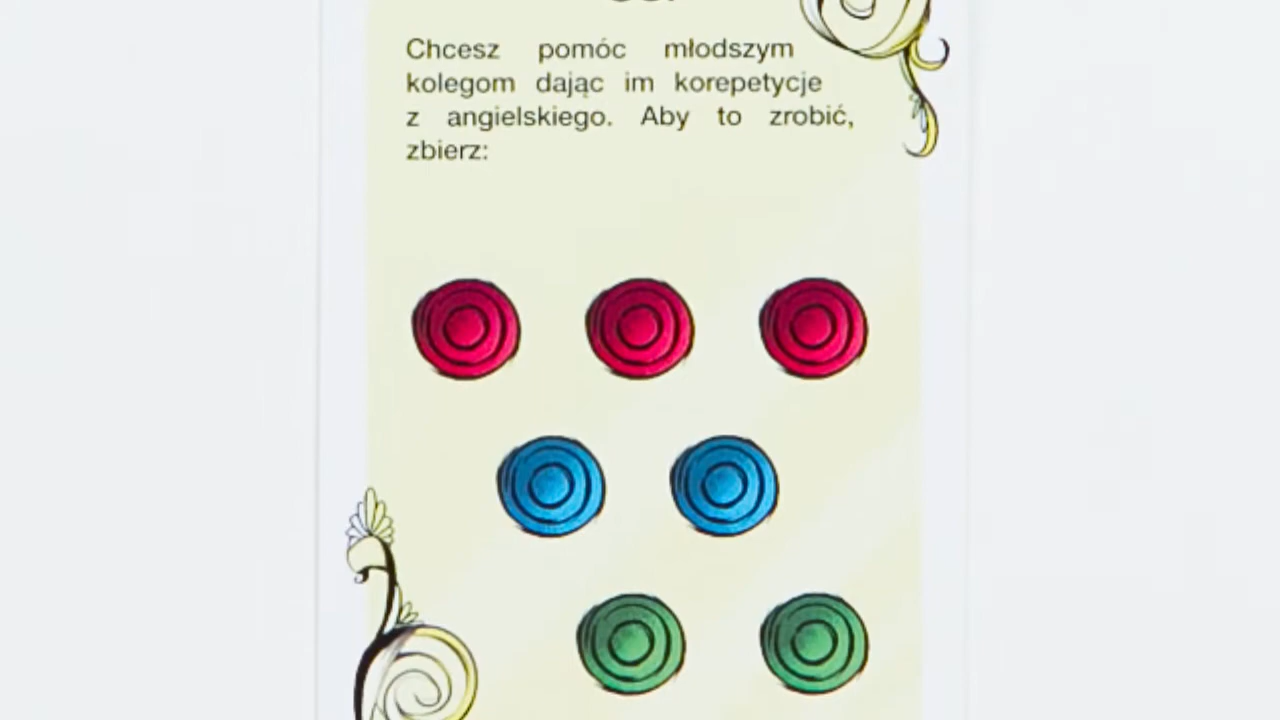 Chcesz pomóc młodszym
kolegom dając im korepetycje
z angielskiego. Aby to zrobić,
zbierz: